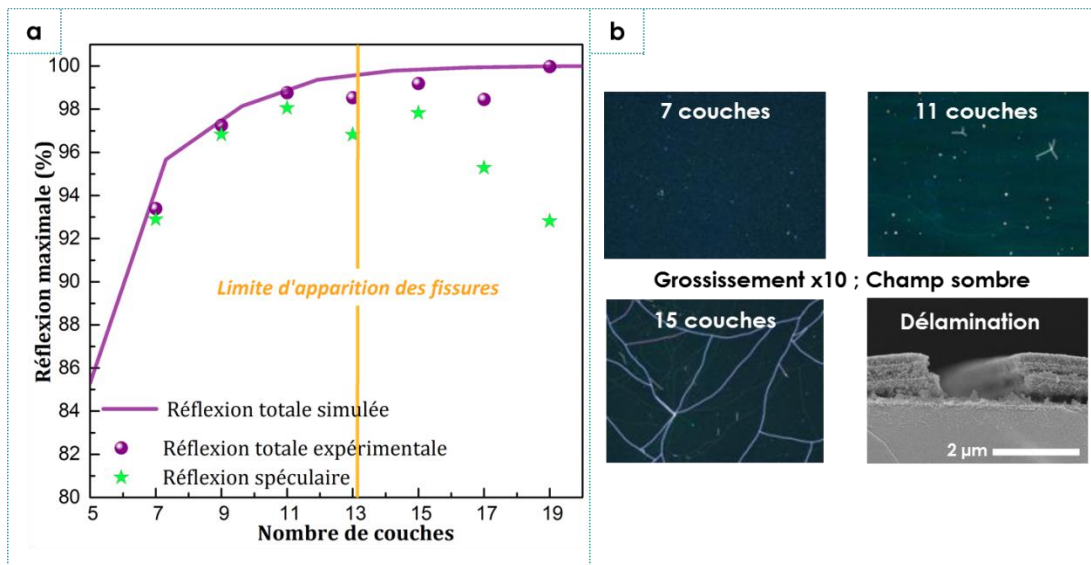 a
Réflexion maximale (%)
100
98
96
94
92
90
88
86
84
82
80
Limite d'apparition des fissures
Réflexion totale simulée
Réflexion totale expérimentale
Réflexion spéculaire
5 7 9 11 13 15 17 19
Nombre de couches
b
7 couches
11 couches
Grossissement x10 ; Champ sombre
15 couches
Délamination
2 µm